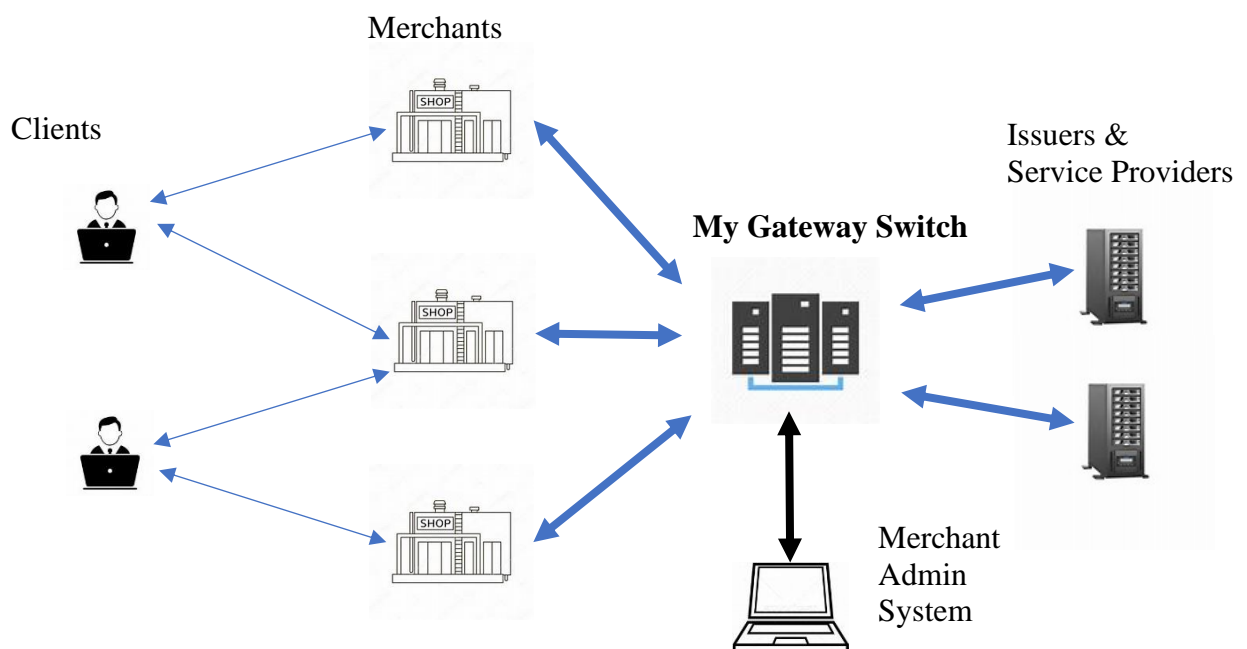 Merchants
SHOP
Clients
Issuers &
Service Providers
My Gateway Switch
SHOP
SHOP
Merchant
Admin
System